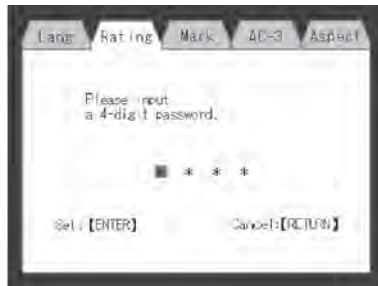 Lang Rating Mark AC-3 Aspect
Please input
a 4-digit password.
■ * * *
Set:【ENTER】 Cancel:【RETURN】